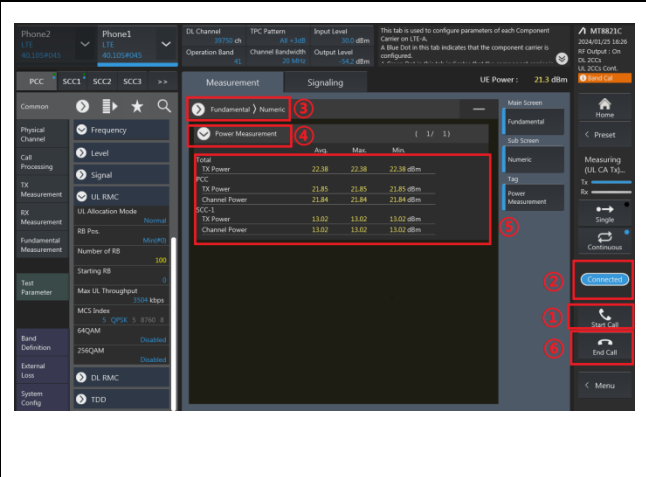 Phone2
LTE
40.105#045
Phone1
LTE
40.105#045
DL Channel
39750 ch
TPC Pattern
All +3dB
Input Level
30.0 dBm
Operation Band
41
Channel Bandwidth
20 MHz
Output Level
-54.2 dBm
This tab is used to configure parameters of each Component
Carrier on LTE-A.
A Blue Dot in this tab indicates that the component carrier is
configured.
MT8821C
2024/01/25 16:26
RF Output : On
DL 2CCs
UL 2CCs Cont.
Band Cal
PCC
SCC1
SCC2
SCC3
>>
Measurement
Signaling
UE Power : 21.3 dBm
Common
Physical
Channel
Call
Processing
TX
Measurement
RX
Measurement
Fundamental
Measurement
Test
Parameter
Band
Definition
External
Loss
System
Config
Frequency
Level
Signal
UL RMC
UL Allocation Mode
Normal
RB Pos.
Min(#0)
Number of RB
100
Starting RB
0
Max UL Throughput
3504 kbps
MCS Index
5 QPSK 5 8760 8
64QAM
Disabled
256QAM
Disabled
DL RMC
TDD
Fundamental 〉 Numeric
③
Power Measurement
④
( 1/ 1)
Avg. Max. Min.
Total
TX Power 22.38 22.38 22.38 dBm
PCC
TX Power 21.85 21.85 21.85 dBm
Channel Power 21.84 21.84 21.84 dBm
SCC-1
TX Power 13.02 13.02 13.02 dBm
Channel Power 13.02 13.02 13.02 dBm
⑤
Main Screen
Fundamental
Sub Screen
Numeric
Tag
Power
Measurement
Home
< Preset
Measuring
(UL CA Tx)...
Tx
Rx
Single
Continuous
②
Connected
①
Start Call
⑥
End Call
< Menu